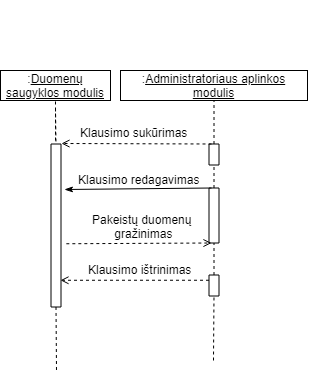 :Duomenų
saugyklos modulis
:Administratoriaus aplinkos
modulis
Klausimo sukūrimas
Klausimo redagavimas
Pakeistų duomenų
gražinimas
Klausimo ištrinimas